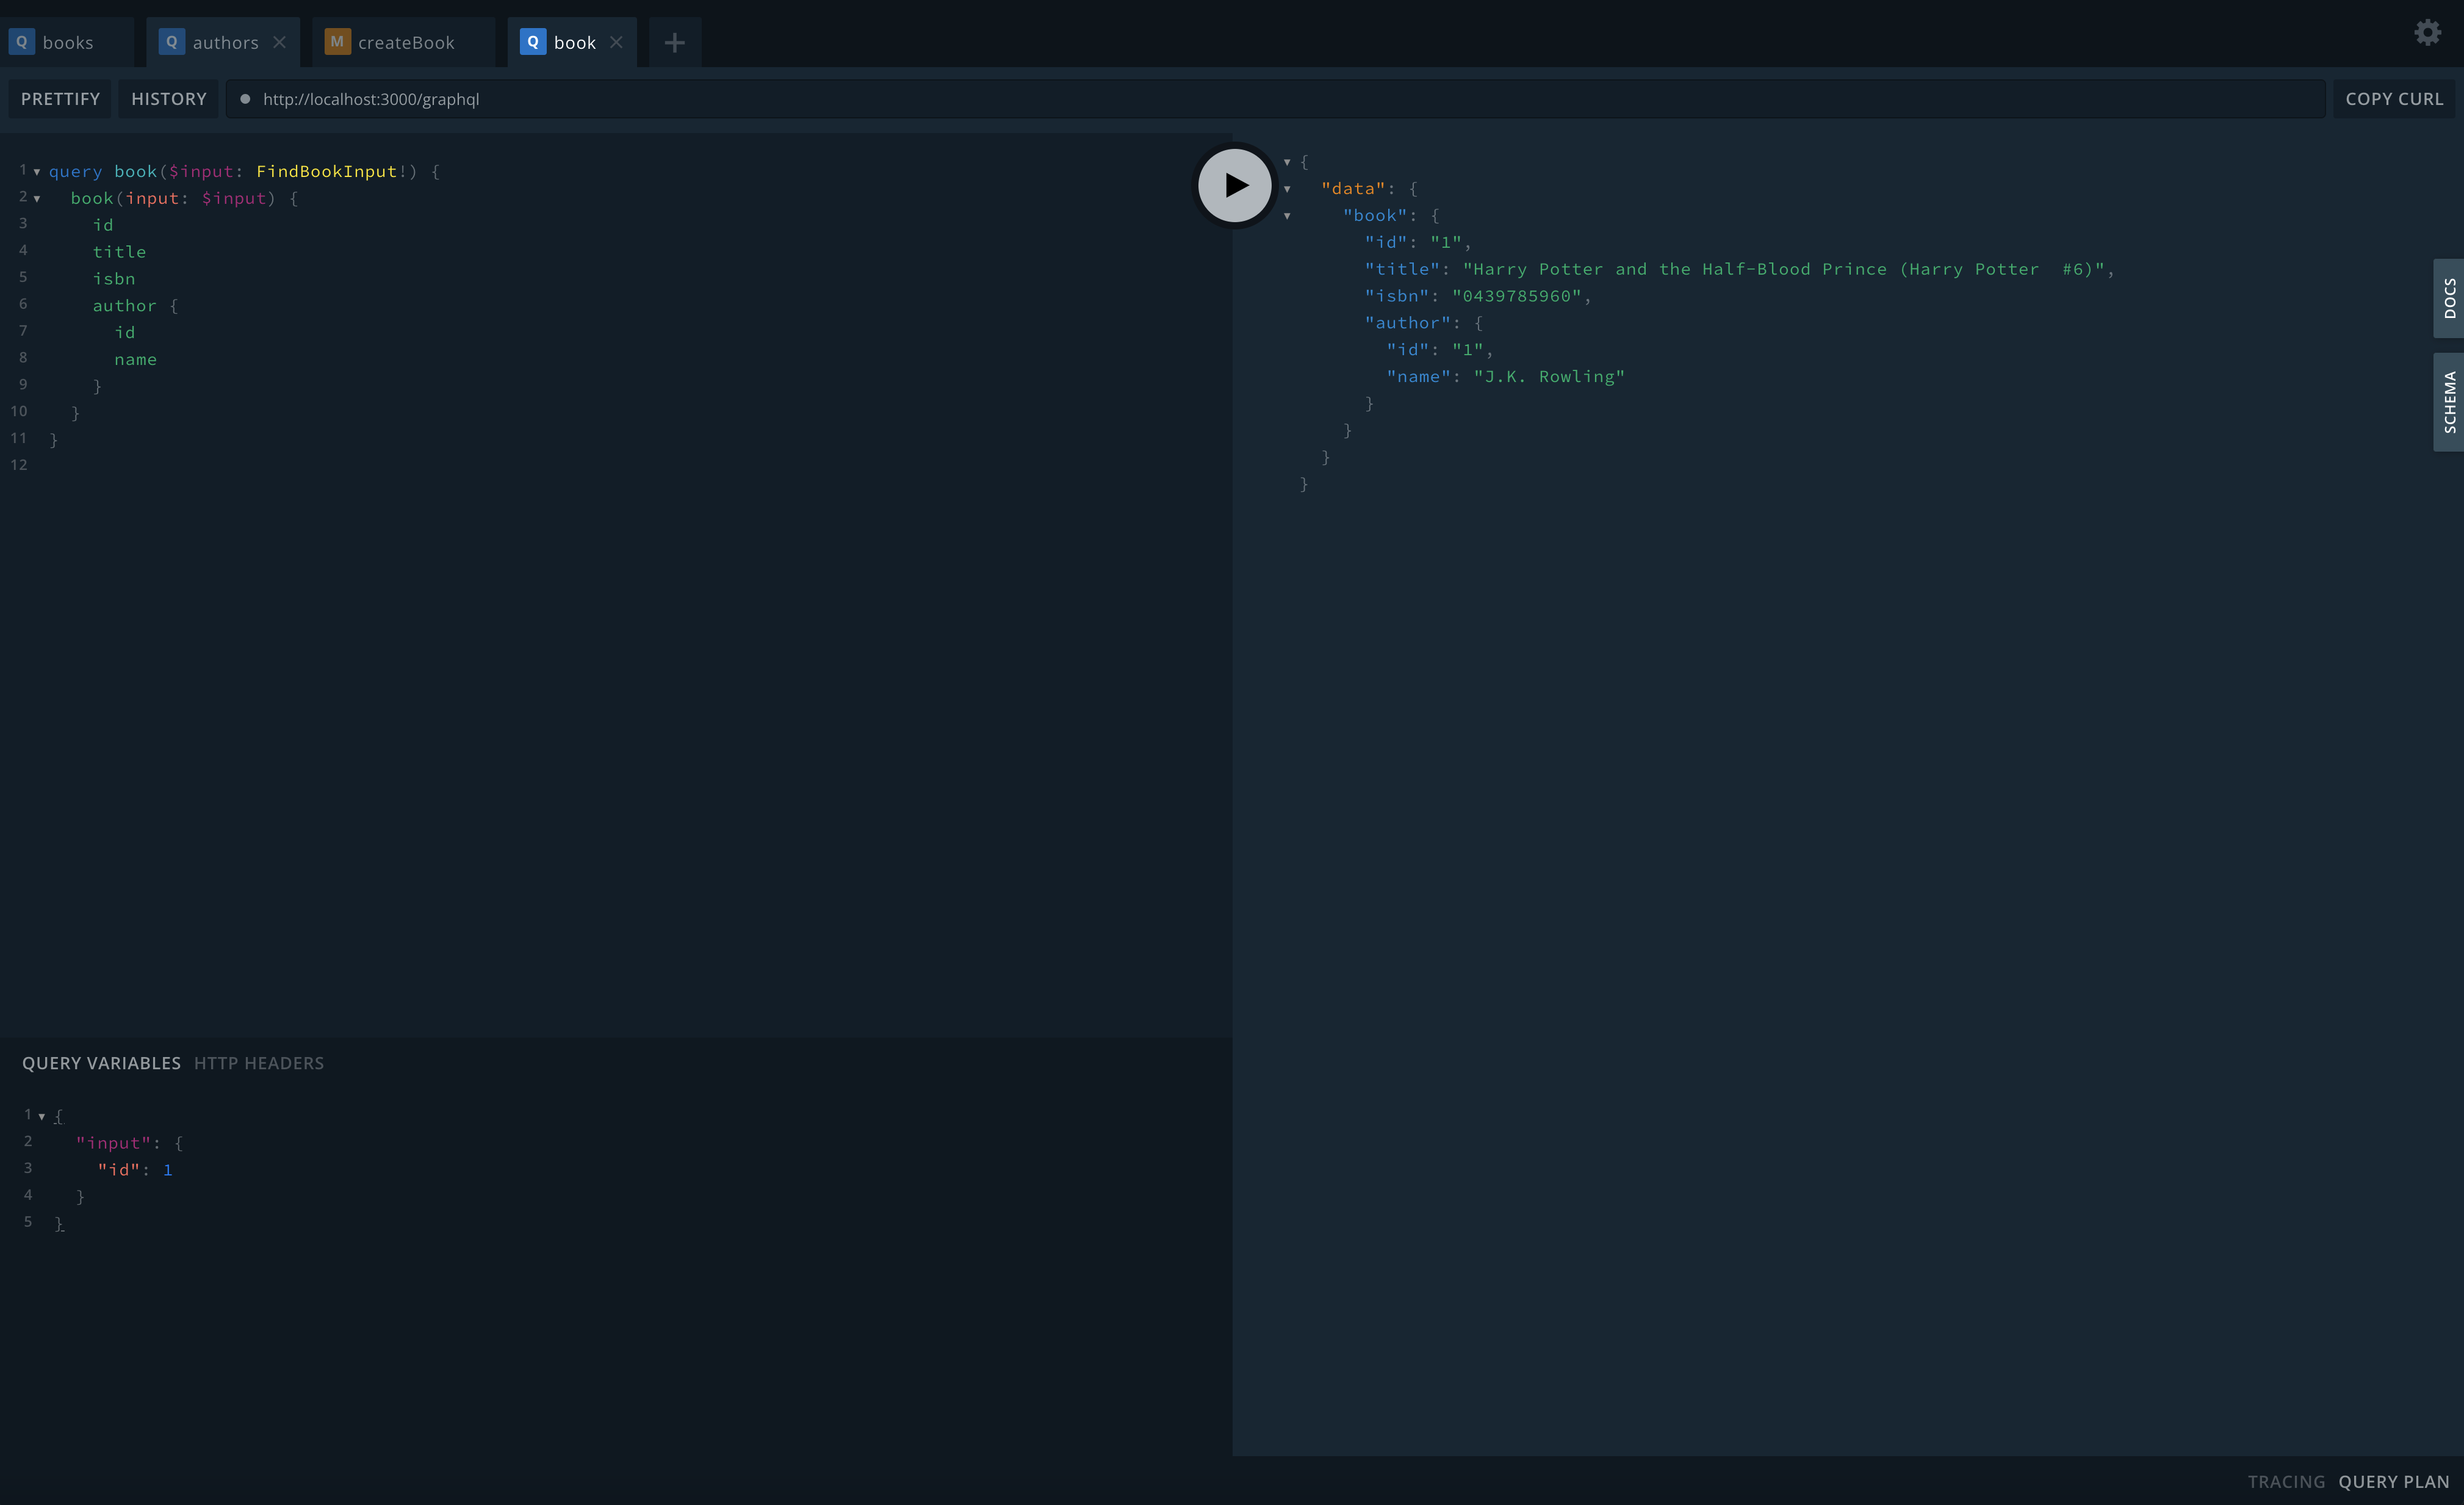 Q books Q authors M createBook Q book
PRETTIFY HISTORY http://localhost:3000/graphql COPY CURL
1 query book($input: FindBookInput!) {
2   book(input: $input) {
3     id
4     title
5     isbn
6     author {
7       id
8       name
9     }
10   }
11 }
12
{
  "data": {
    "book": {
      "id": "1",
      "title": "Harry Potter and the Half-Blood Prince (Harry Potter  #6)",
      "isbn": "0439785960",
      "author": {
        "id": "1",
        "name": "J.K. Rowling"
      }
    }
  }
}
DOCS
SCHEMA
QUERY VARIABLES HTTP HEADERS
1 {
2   "input": {
3     "id": 1
4   }
5 }
TRACING QUERY PLAN